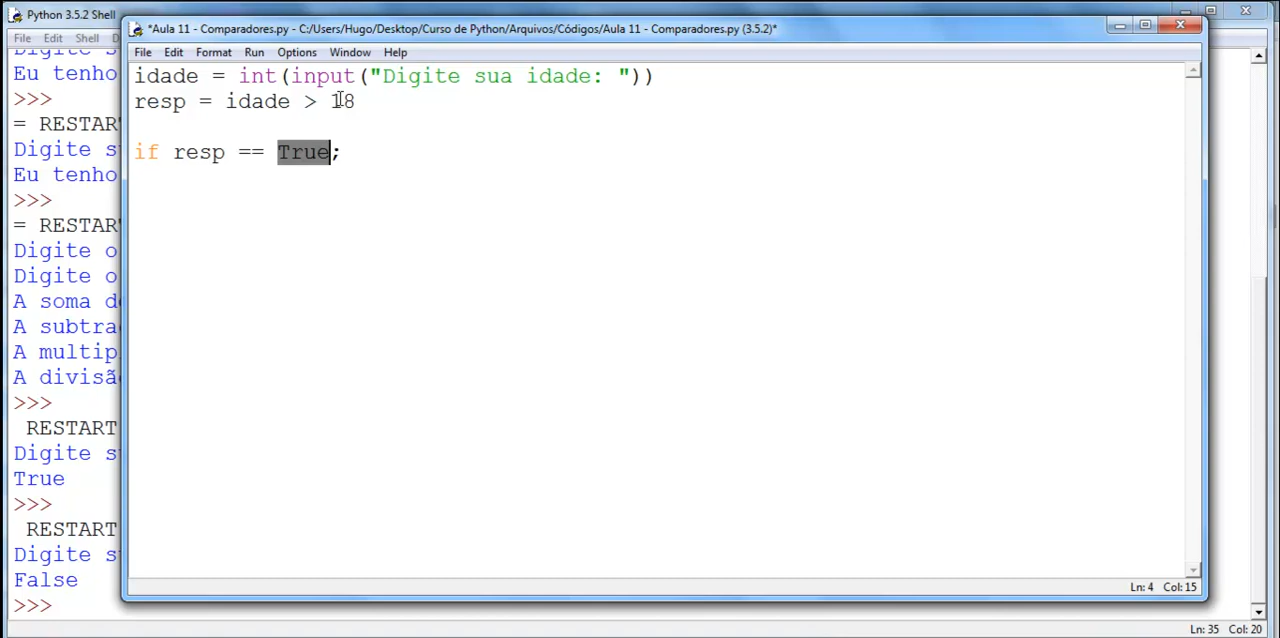 Python 3.5.2 Shell
File Edit Shell D
Digite s
Eu tenho
>>>
= RESTAR
Digite s
Eu tenho
>>>
= RESTAR
Digite o
Digite o
A soma d
A subtra
A multip
A divisã
>>>
RESTART
Digite s
True
>>>
RESTART
Digite s
False
>>>
Ln: 35 Col: 20
*Aula 11 - Comparadores.py - C:/Users/Hugo/Desktop/Curso de Python/Arquivos/Códigos/Aula 11 - Comparadores.py (3.5.2)*
File Edit Format Run Options Window Help
idade = int(input("Digite sua idade: "))
resp = idade > 18
if resp == True;
Ln: 4 Col: 15